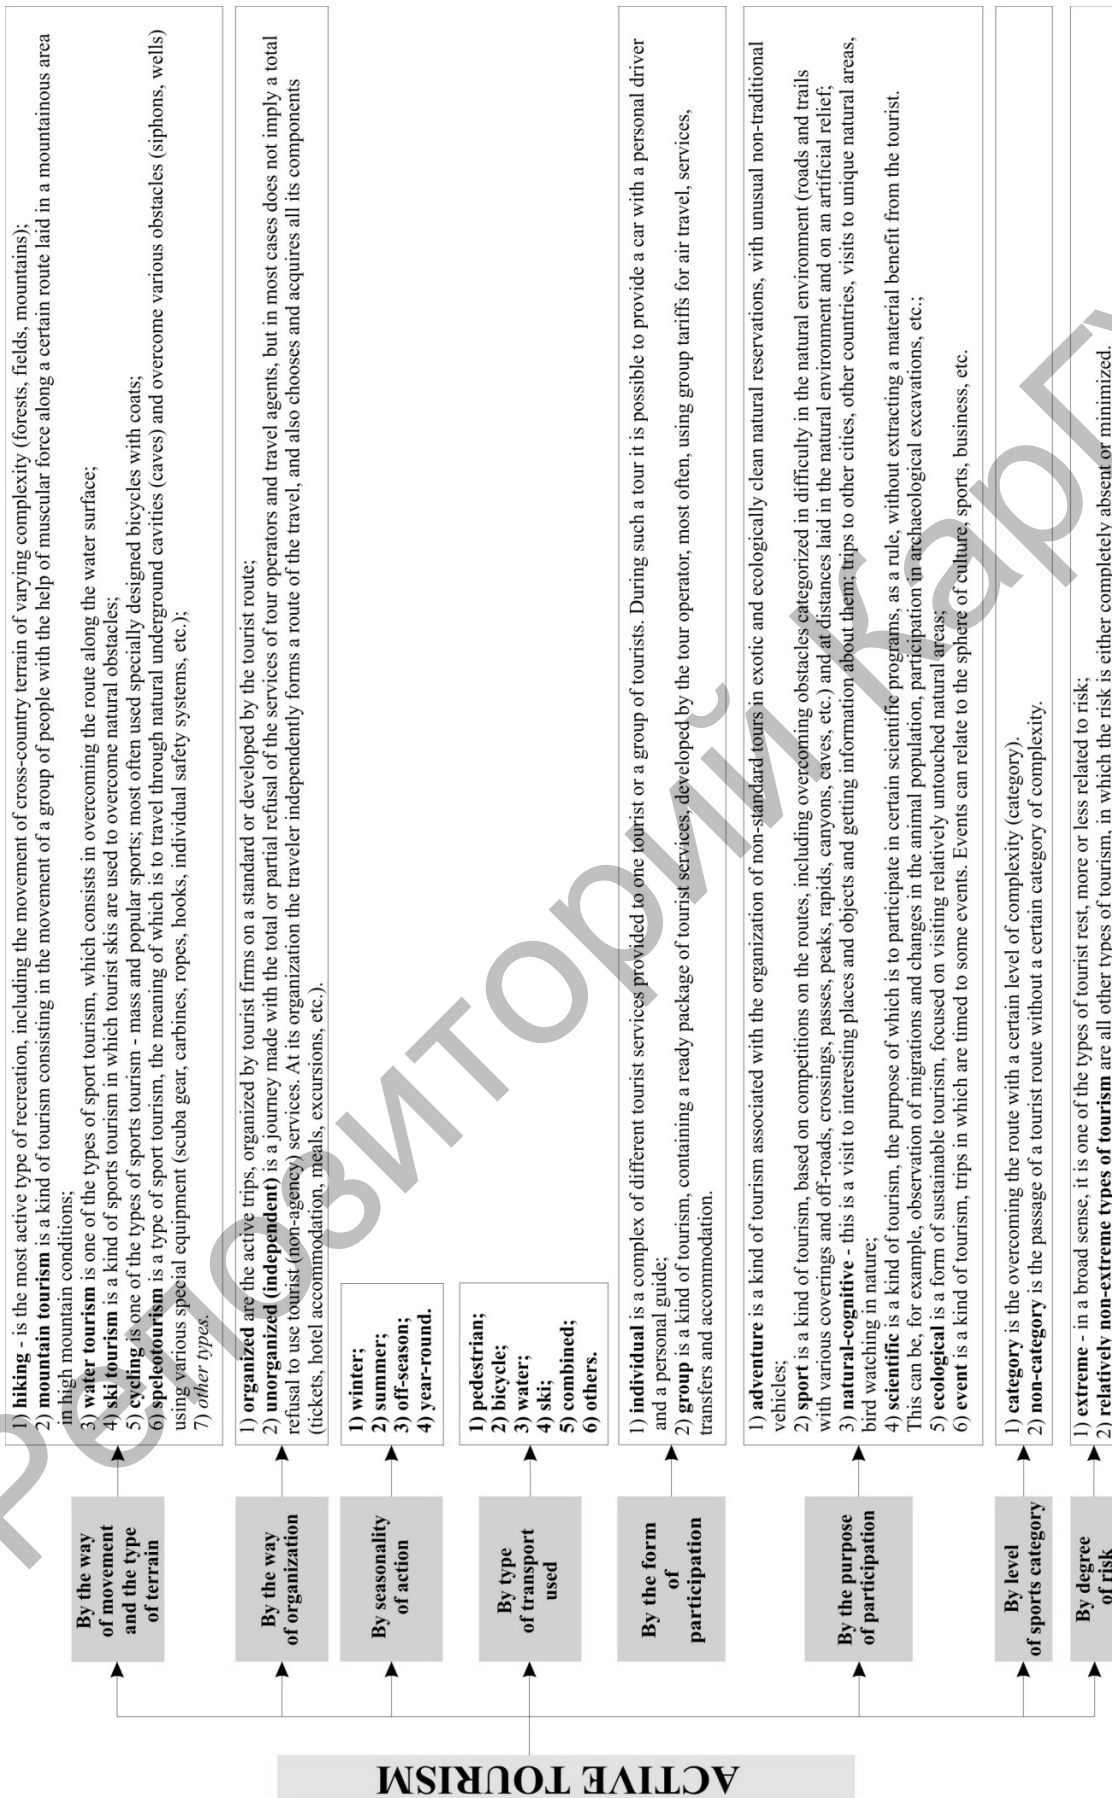 ACTIVE TOURISM
By the way
of movement
and the type
of terrain
1) hiking - is the most active type of recreation, including the movement of cross-country terrain of varying complexity (forests, fields, mountains);
2) mountain tourism is a kind of tourism consisting in the movement of a group of people with the help of muscular force along a certain route laid in a mountainous area
in high mountain conditions;
3) water tourism is one of the types of sport tourism, which consists in overcoming the route along the water surface;
4) ski tourism is a kind of sports tourism in which tourist skis are used to overcome natural obstacles;
5) cycling is one of the types of sports tourism - mass and popular sports; most often used specially designed bicycles with coats;
6) speleotourism is a type of sport tourism, the meaning of which is to travel through natural underground cavities (caves) and overcome various obstacles (siphons, wells)
using various special equipment (scuba gear, carbines, ropes, hooks, individual safety systems, etc.);
7) other types.
By the way
of organization
1) organized are the active trips, organized by tourist firms on a standard or developed by the tourist route;
2) unorganized (independent) is a journey made with the total or partial refusal of the services of tour operators and travel agents, but in most cases does not imply a total
refusal to use tourist (non-agency) services. At its organization the traveler independently forms a route of the travel, and also chooses and acquires all its components
(tickets, hotel accommodation, meals, excursions, etc.).
By seasonality
of action
1) winter;
2) summer;
3) off-season;
4) year-round.
By type
of transport
used
1) pedestrian;
2) bicycle;
3) water;
4) ski;
5) combined;
6) others.
By the form
of
participation
1) individual is a complex of different tourist services provided to one tourist or a group of tourists. During such a tour it is possible to provide a car with a personal driver
and a personal guide;
2) group is a kind of tourism, containing a ready package of tourist services, developed by the tour operator, most often, using group tariffs for air travel, services,
transfers and accommodation.
By the purpose
of participation
1) adventure is a kind of tourism associated with the organization of non-standard tours in exotic and ecologically clean natural reservations, with unusual non-traditional
vehicles;
2) sport is a kind of tourism, based on competitions on the routes, including overcoming obstacles categorized in difficulty in the natural environment (roads and trails
with various coverings and off-roads, crossings, passes, peaks, rapids, canyons, caves, etc.) and at distances laid in the natural environment and on an artificial relief;
3) natural-cognitive - this is a visit to interesting places and objects and getting information about them; trips to other cities, other countries, visits to unique natural areas,
bird watching in nature;
4) scientific is a kind of tourism, the purpose of which is to participate in certain scientific programs, as a rule, without extracting a material benefit from the tourist.
This can be, for example, observation of migrations and changes in the animal population, participation in archaeological excavations, etc.;
5) ecological is a form of sustainable tourism, focused on visiting relatively untouched natural areas;
6) event is a kind of tourism, trips in which are timed to some events. Events can relate to the sphere of culture, sports, business, etc.
By level
of sports category
1) category is the overcoming the route with a certain level of complexity (category).
2) non-category is the passage of a tourist route without a certain category of complexity.
By degree
of risk
1) extreme - in a broad sense, it is one of the types of tourist rest, more or less related to risk;
2) relatively non-extreme types of tourism are all other types of tourism, in which the risk is either completely absent or minimized.
Репозиторий КарГУ